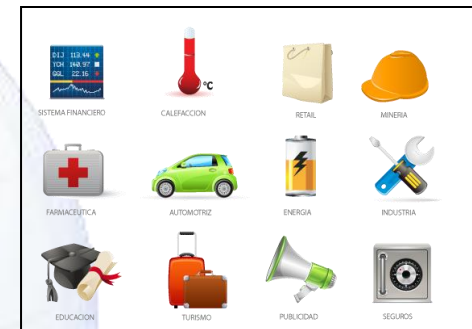 DIJ 113.44
TCH 140.97
GGL 22.16
SISTEMA FINANCIERO
°C
CALEFACCION
RETAIL
MINERIA
FARMACEUTICA
AUTOMOTRIZ
ENERGIA
INDUSTRIA
EDUCACION
TURISMO
PUBLICIDAD
SEGUROS